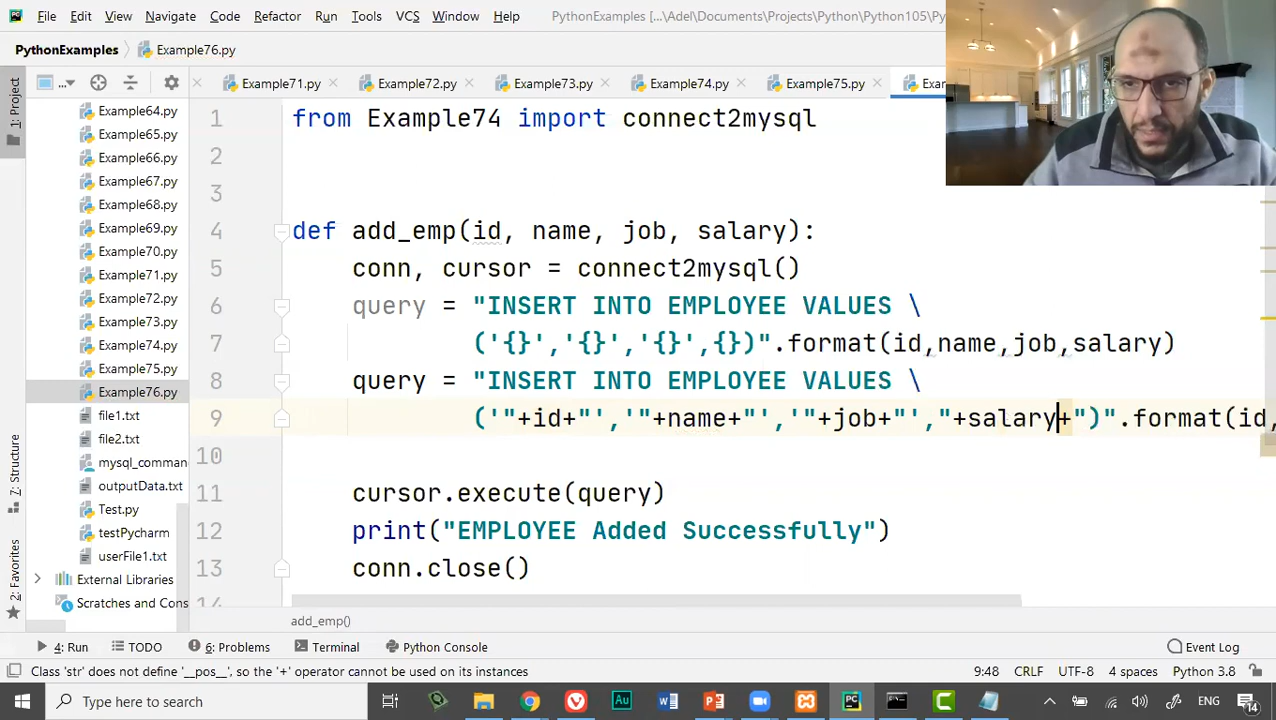 File Edit View Navigate Code Refactor Run Tools VCS Window Help PythonExamples [...\Adel\Documents\Projects\Python\Python105\Py
PythonExamples Example76.py
Example71.py Example72.py Example73.py Example74.py Example75.py Exam
1: Project
Example64.py
Example65.py
Example66.py
Example67.py
Example68.py
Example69.py
Example70.py
Example71.py
Example72.py
Example73.py
Example74.py
Example75.py
Example76.py
file1.txt
file2.txt
mysql_comman
outputData.txt
Test.py
testPycharm
userFile1.txt
External Libraries
Scratches and Cons
7: Structure
2: Favorites
1 from Example74 import connect2mysql
2
3
4 def add_emp(id, name, job, salary):
5 conn, cursor = connect2mysql()
6 query = "INSERT INTO EMPLOYEE VALUES \
7 ('{}','{}','{}',{})".format(id,name,job,salary)
8 query = "INSERT INTO EMPLOYEE VALUES \
9 ('"+id+"','"+name+"', '"+job+"',"+salary+")".format(id,
10
11 cursor.execute(query)
12 print("EMPLOYEE Added Successfully")
13 conn.close()
14
add_emp()
4: Run TODO 6: Problems Terminal Python Console Event Log
Class 'str' does not define '__pos__', so the '+' operator cannot be used on its instances 9:48 CRLF UTF-8 4 spaces Python 3.8
Type here to search ENG 14